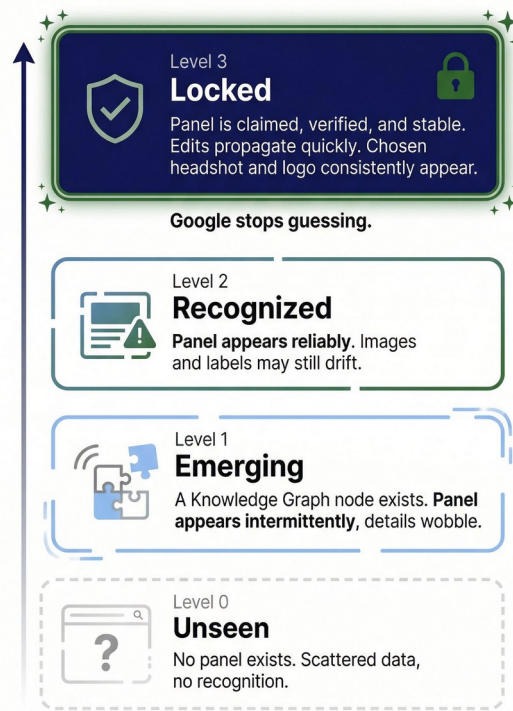 Level 3
Locked
Panel is claimed, verified, and stable.
Edits propagate quickly. Chosen
headshot and logo consistently appear.
Google stops guessing.
Level 2
Recognized
Panel appears reliably. Images
and labels may still drift.
Level 1
Emerging
A Knowledge Graph node exists. Panel
appears intermittently, details wobble.
Level 0
Unseen
No panel exists. Scattered data,
no recognition.